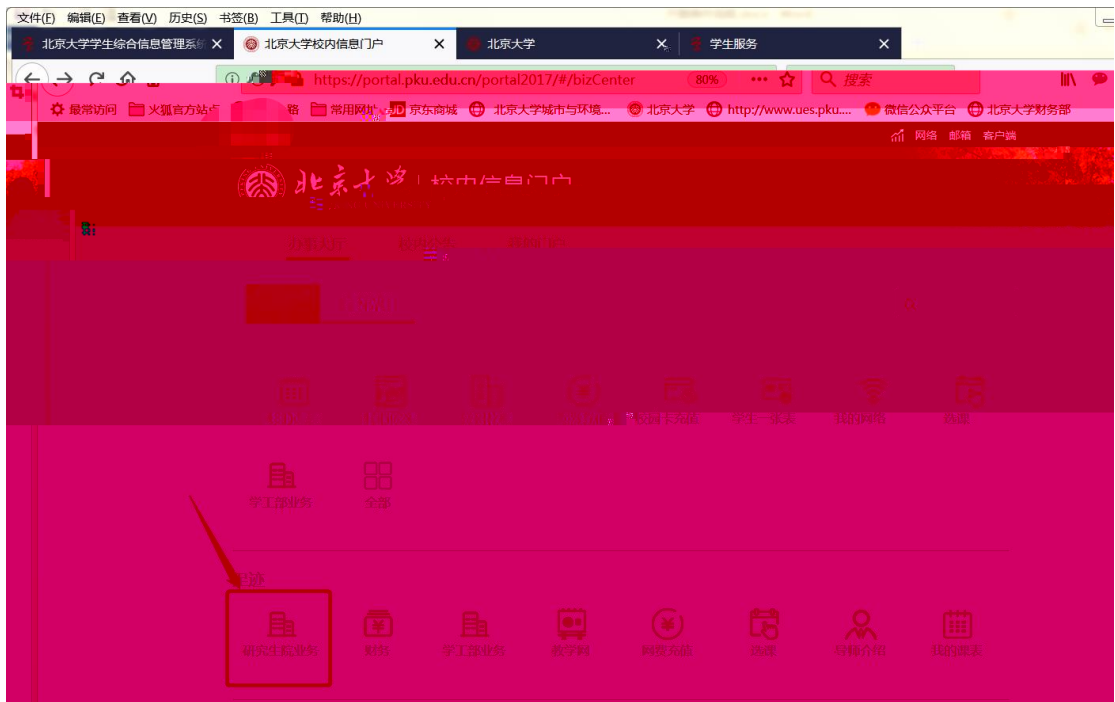 文件(F) 编辑(E) 查看(V) 历史(S) 书签(B) 工具(T) 帮助(H)
北京大学学生综合信息管理系统 北京大学校内信息门户 北京大学 学生服务
https://portal.pku.edu.cn/portal2017/#/bizCenter 80% 搜索
最常访问 火狐官方站点 路 常用网址 JD 京东商城 北京大学城市与环境... 北京大学 http://www.ues.pku.... 微信公众平台 北京大学财务部
网络 邮箱 客户端
北京大学 校内信息门户
校园卡充值 学生一张表 我的网络 选课
学工部业务 全部
足迹
研究生院业务 财务 学工部业务 教学网 网费充值 选课 导师介绍 我的课表